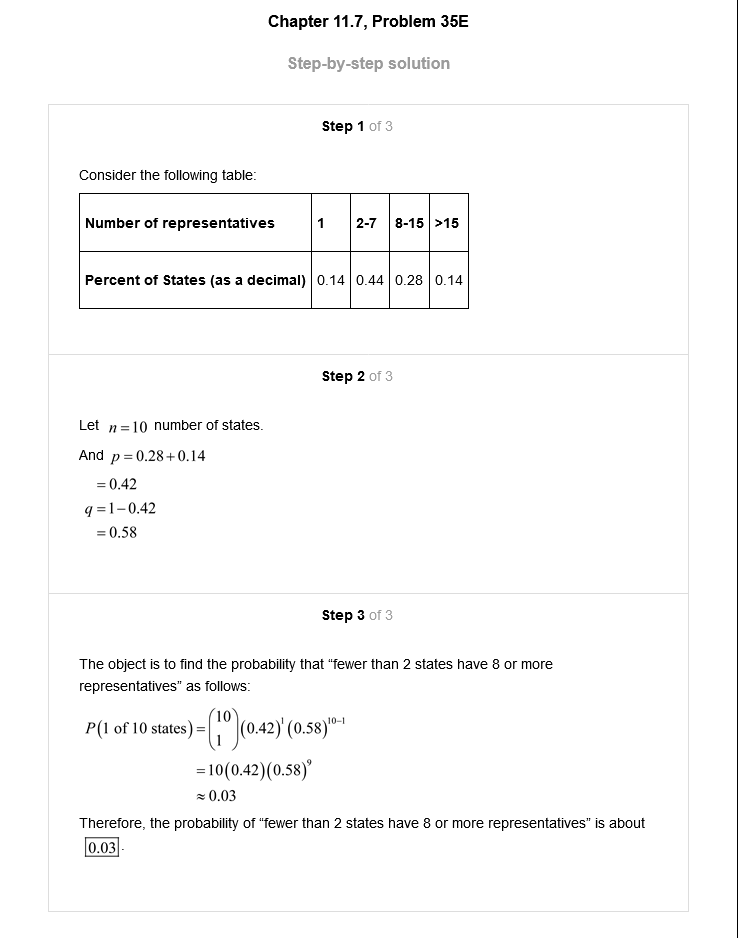 Chapter 11.7, Problem 35E
Step-by-step solution
Step 1 of 3
Consider the following table:
Number of representatives 1 2-7 8-15 >15
Percent of States (as a decimal) 0.14 0.44 0.28 0.14
Step 2 of 3
Let n = 10 number of states.
And p = 0.28 + 0.14
= 0.42
q = 1 − 0.42
= 0.58
Step 3 of 3
The object is to find the probability that “fewer than 2 states have 8 or more
representatives” as follows:
P(1 of 10 states) = (10 1)(0.42)¹(0.58)¹⁰⁻¹
= 10(0.42)(0.58)⁹
≈ 0.03
Therefore, the probability of “fewer than 2 states have 8 or more representatives” is about
0.03.